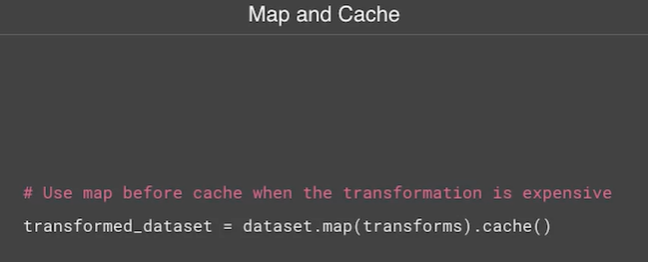 Map and Cache
# Use map before cache when the transformation is expensive
transformed_dataset = dataset.map(transforms).cache()